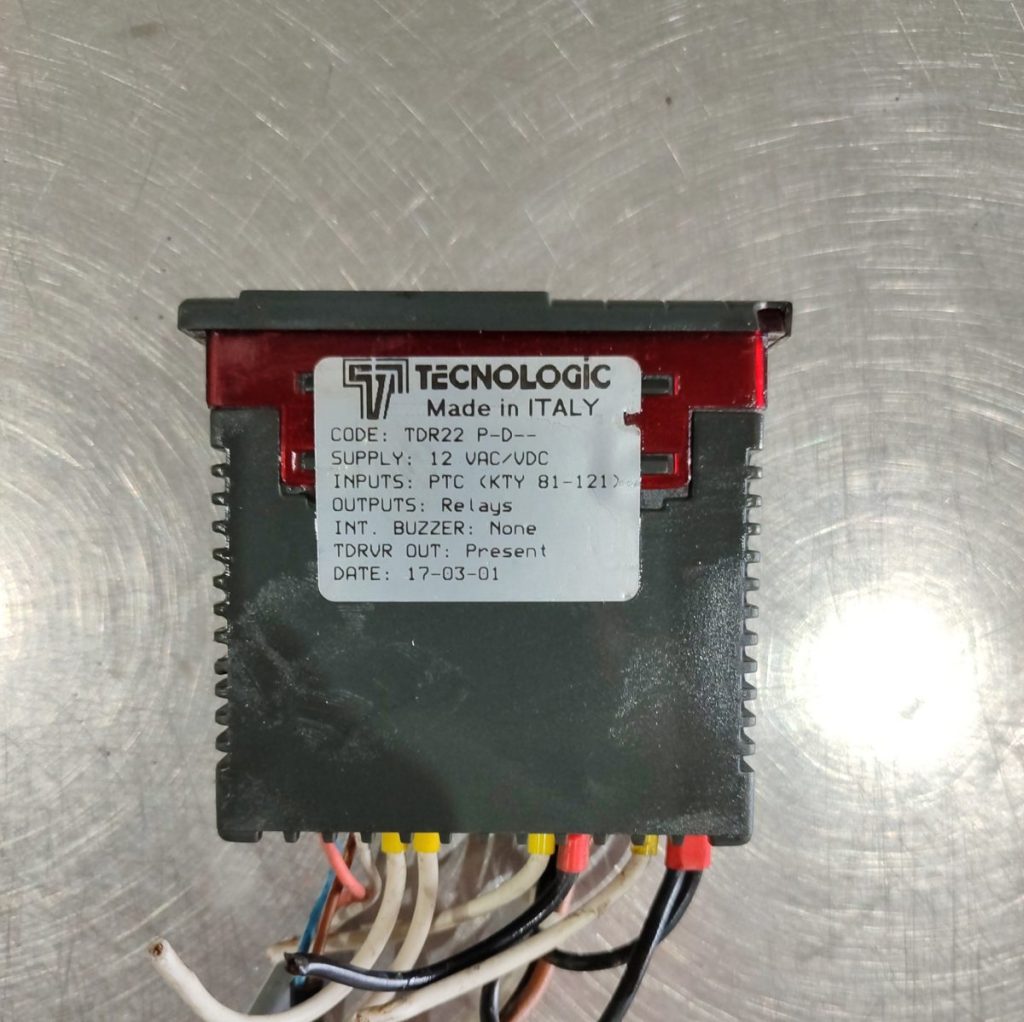 TECNOLOGIC
Made in ITALY
CODE: TDR22 P-D--
SUPPLY: 12 VAC/VDC
INPUTS: PTC (KTY 81-121)
OUTPUTS: Relays
INT. BUZZER: None
TDRVR OUT: Present
DATE: 17-03-01